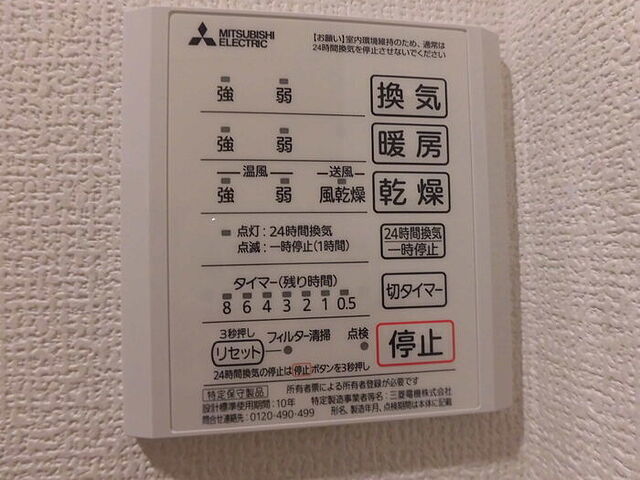 MITSUBISHI
ELECTRIC
【お願い】室内環境維持のため、通常は
24時間換気を停止させないでください
強 弱 換気
強 弱 暖房
温風 送風
強 弱 風乾燥 乾燥
点灯：24時間換気
点滅：一時停止(1時間)
24時間換気
一時停止
タイマー(残り時間)
8 6 4 3 2 1 0.5
切タイマー
3秒押し
リセット フィルター清掃 点検
停止
24時間換気の停止は停止ボタンを3秒押し
特定保守製品 所有者票による所有者登録が必要です
設計標準使用期間：10年 特定製造事業者等名：三菱電機株式会社
問合せ連絡先：0120-490-499 形名、製造年月、点検期間は本体に記載